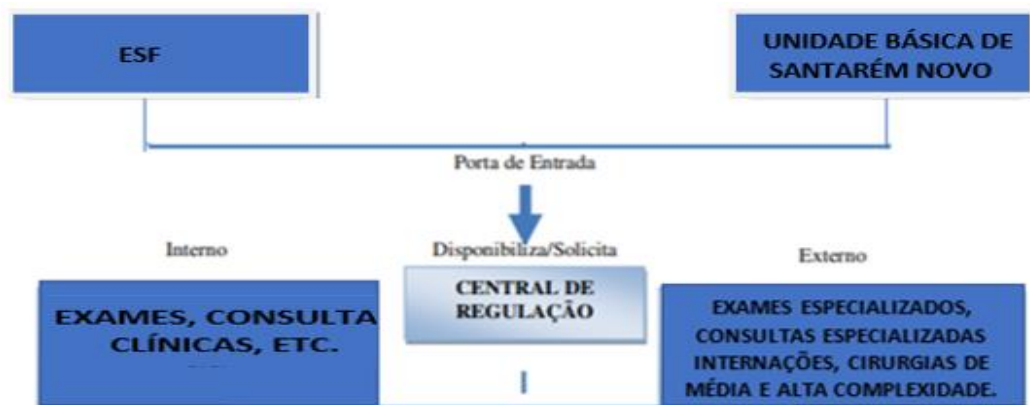 ESF
UNIDADE BÁSICA DE
SANTARÉM NOVO
Porta de Entrada
Interno
Disponibiliza/Solicita
Externo
EXAMES, CONSULTA
CLÍNICAS, ETC.
CENTRAL DE
REGULAÇÃO
EXAMES ESPECIALIZADOS,
CONSULTAS ESPECIALIZADAS
INTERNAÇÕES, CIRURGIAS DE
MÉDIA E ALTA COMPLEXIDADE.